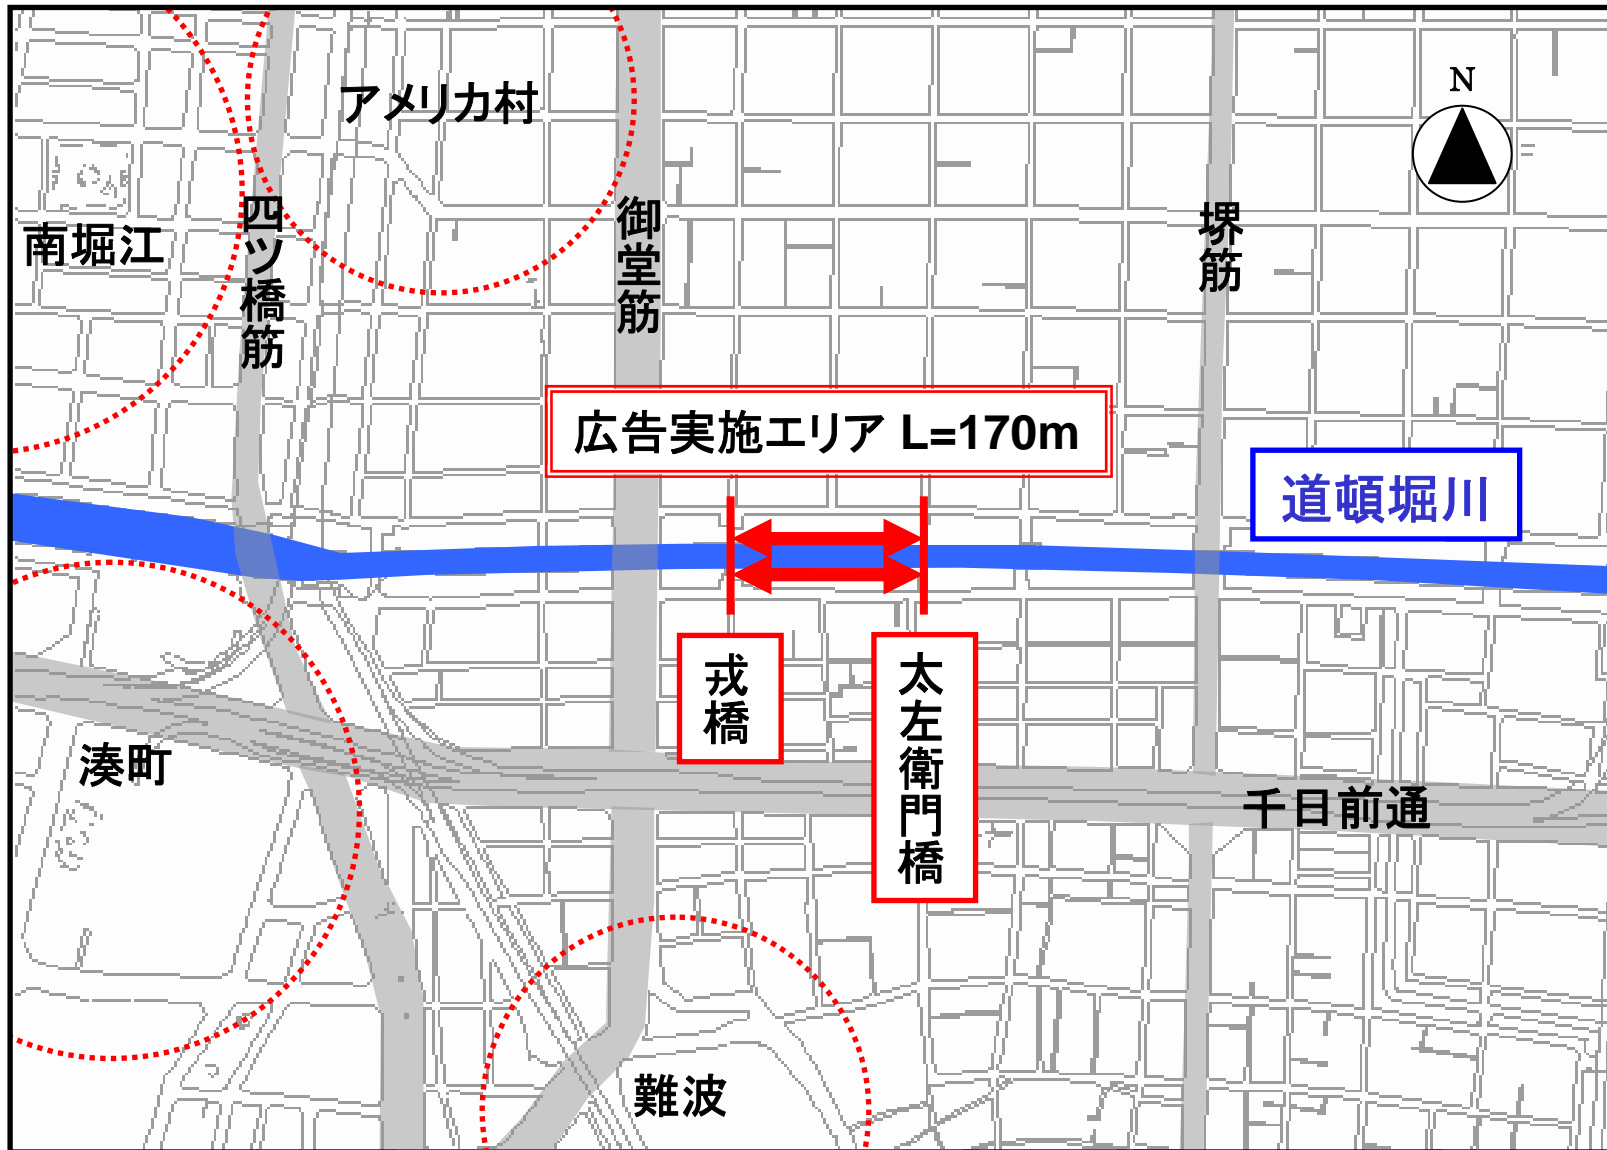 N
アメリカ村
南堀江
四ツ橋筋
御堂筋
堺筋
広告実施エリア L=170m
道頓堀川
戎橋
太左衛門橋
湊町
千日前通
難波